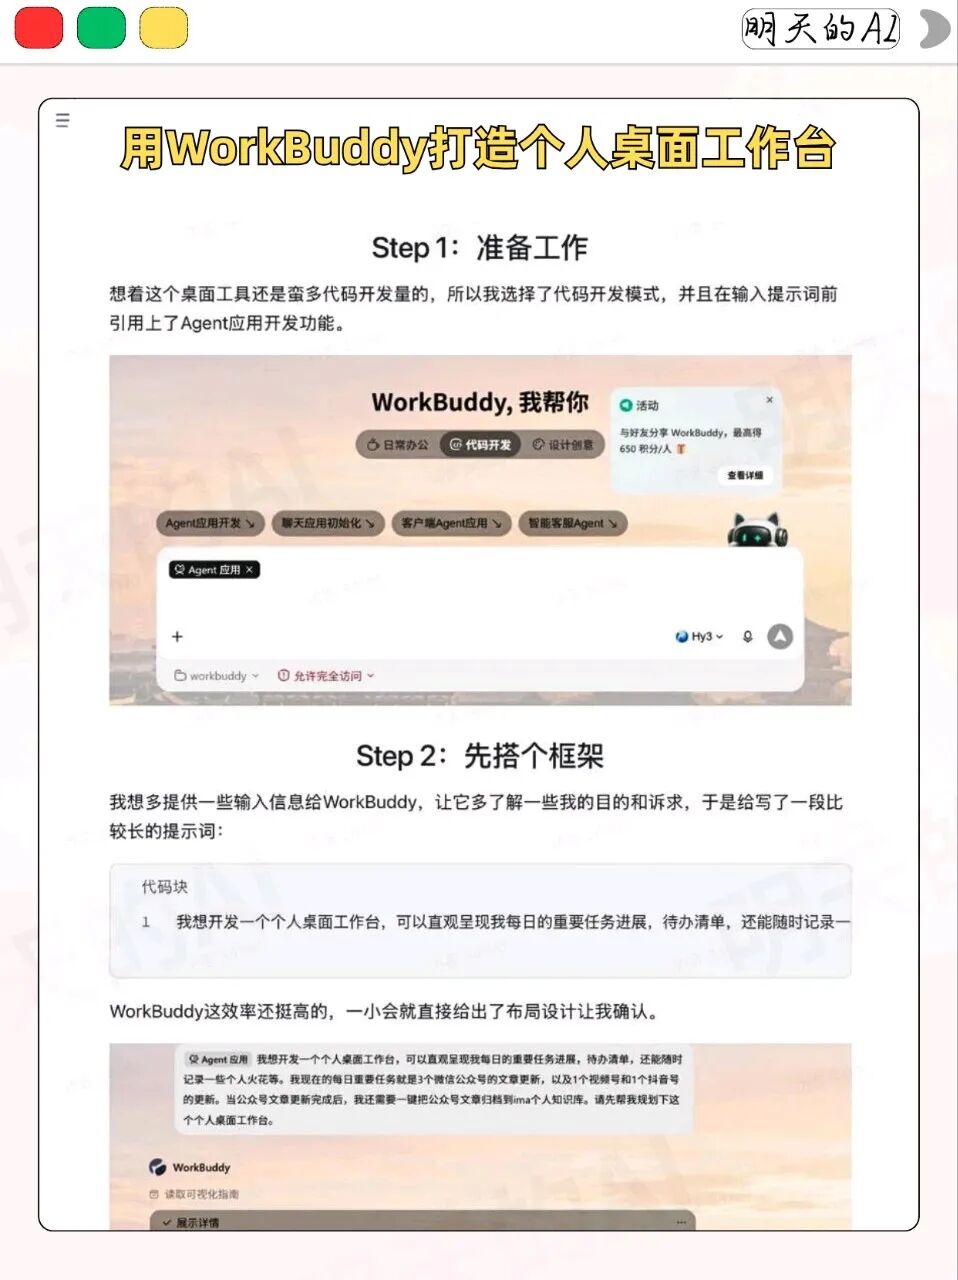 明天的AI
用WorkBuddy打造个人桌面工作台
Step 1：准备工作
想着这个桌面工具还是蛮多代码开发量的，所以我选择了代码开发模式，并且在输入提示词前
引用上了Agent应用开发功能。
WorkBuddy, 我帮你
日常办公 代码开发 设计创意
活动
与好友分享 WorkBuddy，最高得
650 积分/人
查看详细
Agent应用开发 聊天应用初始化 客户端Agent应用 智能客服Agent
Agent 应用
Hy3
workbuddy 允许完全访问
Step 2：先搭个框架
我想多提供一些输入信息给WorkBuddy，让它多了解一些我的目的和诉求，于是给写了一段比
较长的提示词：
代码块
1 我想开发一个个人桌面工作台，可以直观呈现我每日的重要任务进展，待办清单，还能随时记录一
WorkBuddy这效率还挺高的，一小会就直接给出了布局设计让我确认。
Agent 应用 我想开发一个个人桌面工作台，可以直观呈现我每日的重要任务进展，待办清单，还能随时
记录一些个人火花等。我现在的每日重要任务就是3个微信公众号的文章更新，以及1个视频号和1个抖音号
的更新。当公众号文章更新完成后，我还需要一键把公众号文章归档到ima个人知识库。请先帮我规划下这
个个人桌面工作台。
WorkBuddy
读取可视化指南
展示详情